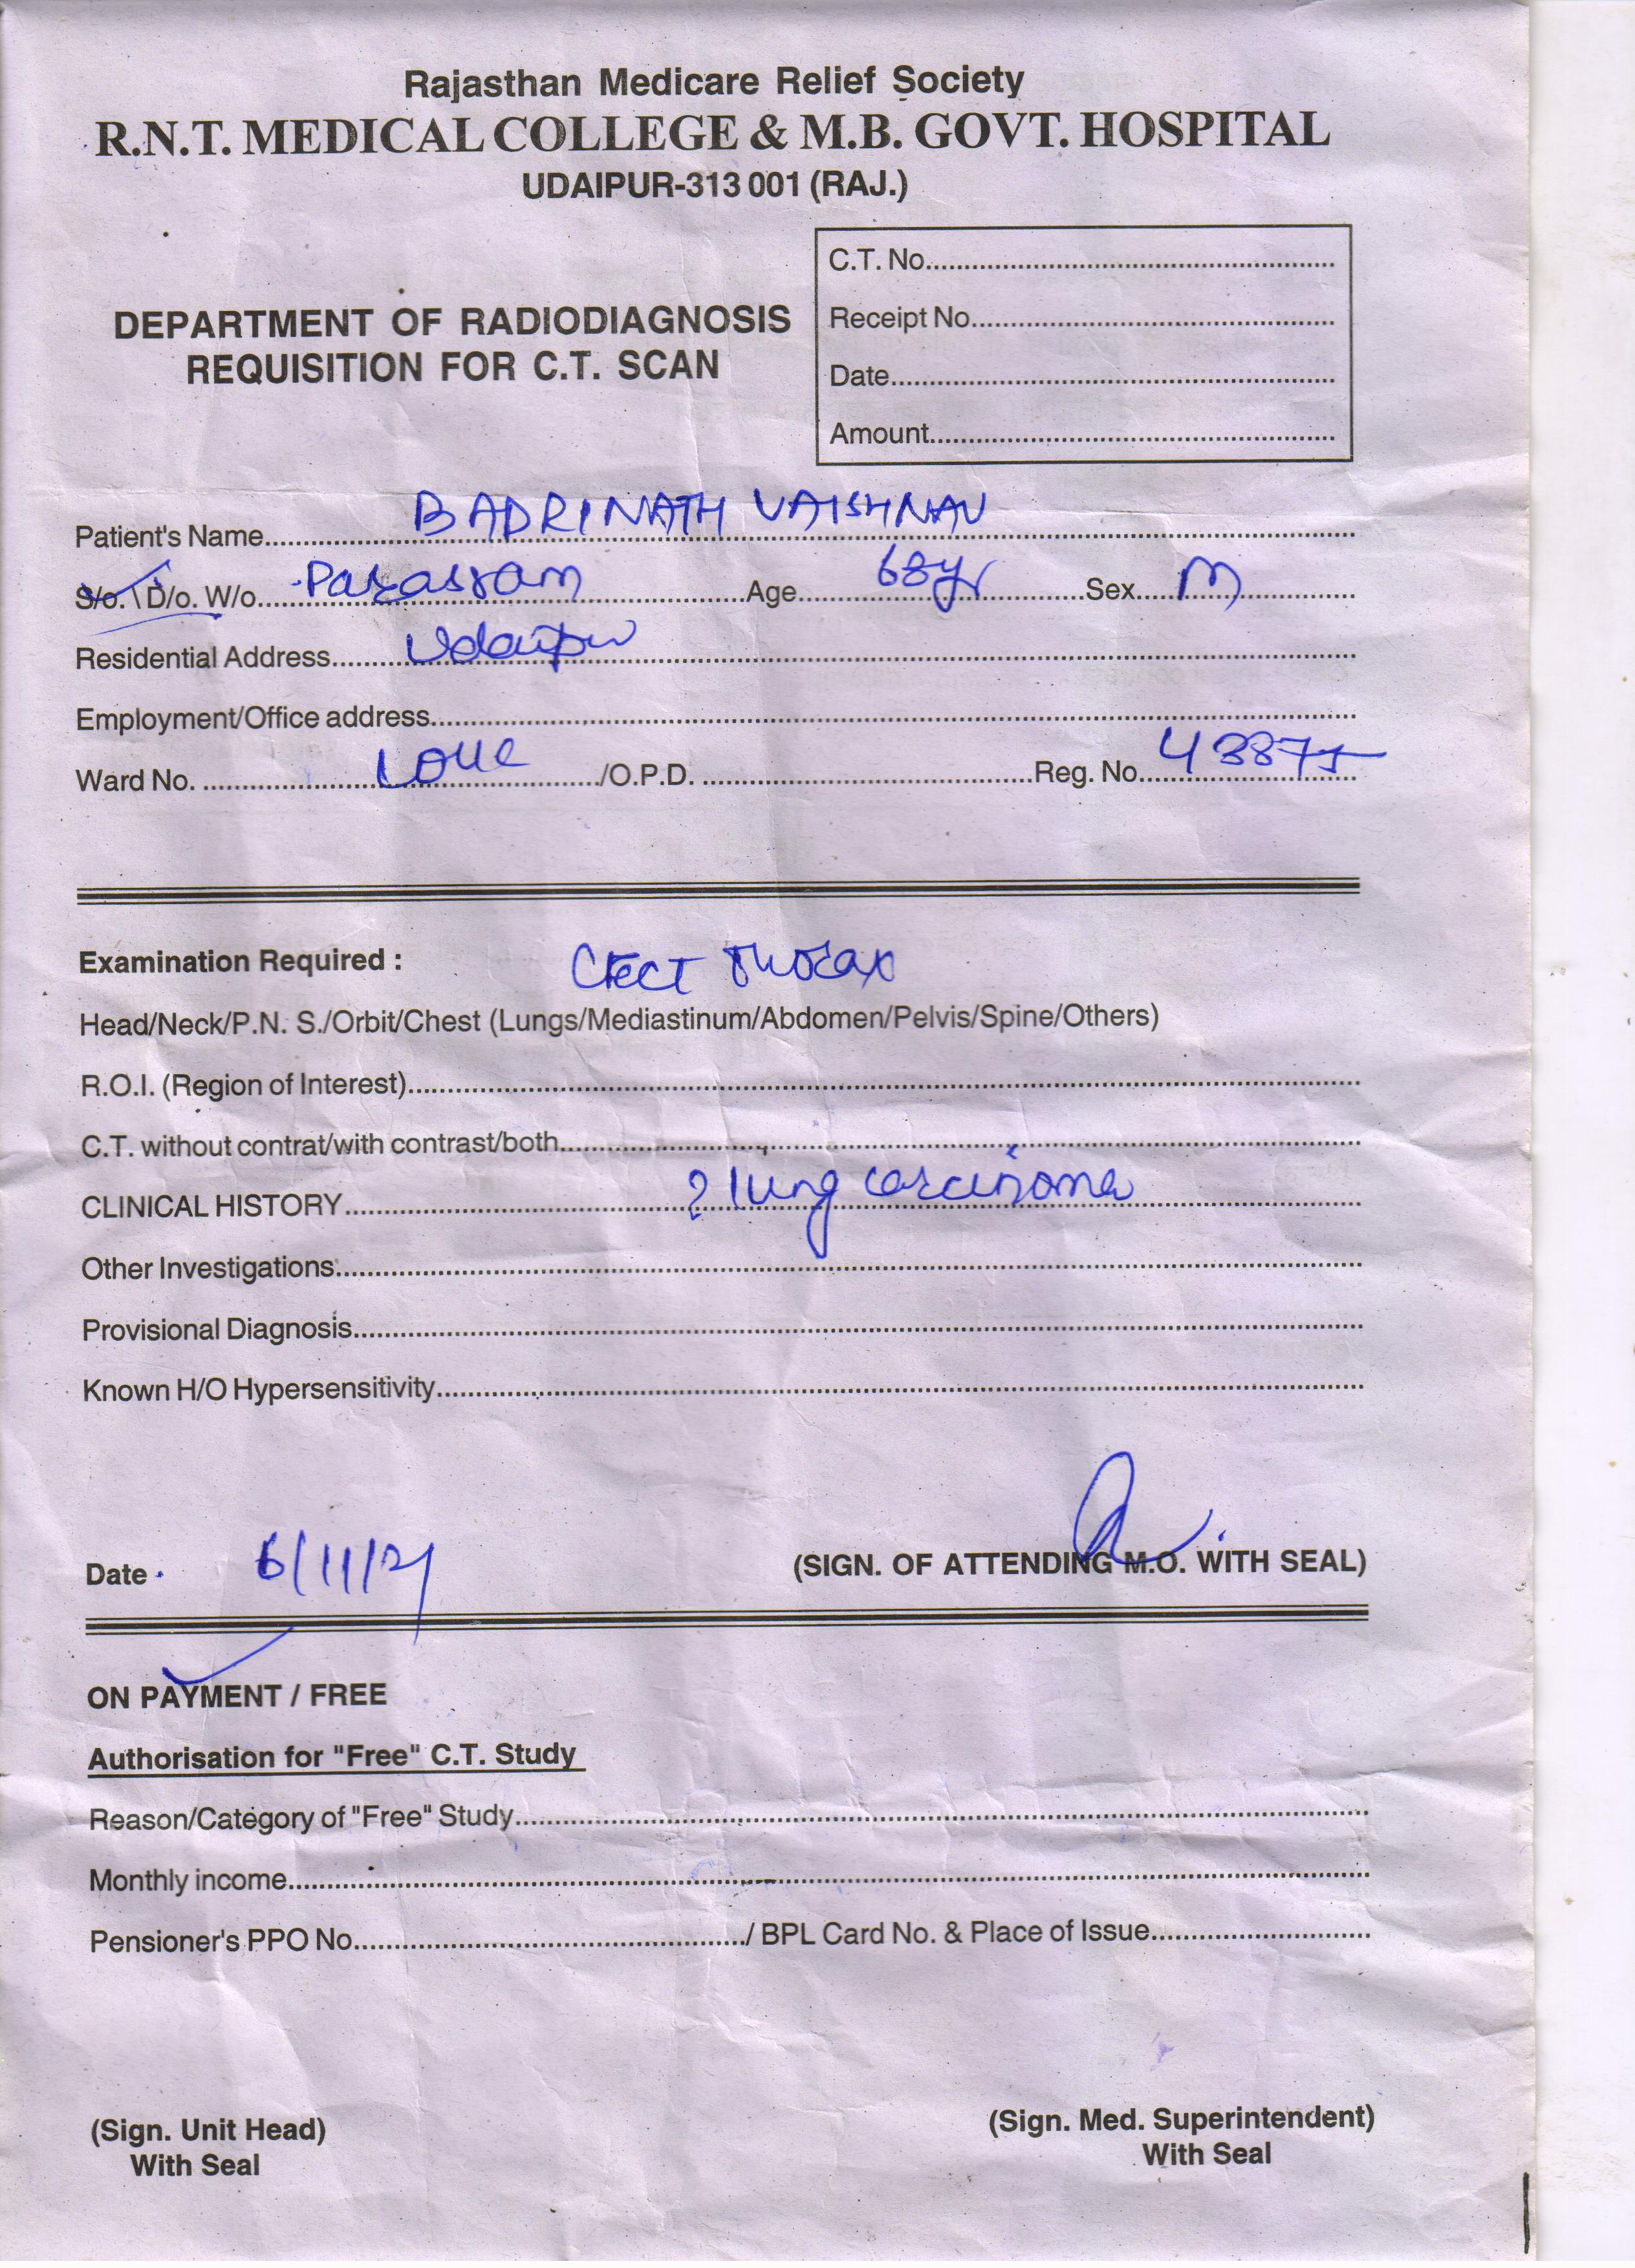 Rajasthan Medicare Relief Society
R.N.T. MEDICAL COLLEGE & M.B. GOVT. HOSPITAL
UDAIPUR-313 001 (RAJ.)
C.T. No.
Receipt No.
Date
Amount
DEPARTMENT OF RADIODIAGNOSIS
REQUISITION FOR C.T. SCAN
Patient's Name BADRINATH VAISHNAV
S/o. \ D/o. W/o. Parasram Age 68yr Sex M
Residential Address Udaipur
Employment/Office address
Ward No. /O.P.D. Reg. No. 43875
Examination Required : CECT Thorax
Head/Neck/P.N. S./Orbit/Chest (Lungs/Mediastinum/Abdomen/Pelvis/Spine/Others)
R.O.I. (Region of Interest)
C.T. without contrat/with contrast/both
CLINICAL HISTORY ? lung carcinoma
Other Investigations
Provisional Diagnosis
Known H/O Hypersensitivity
Date 6/11/21 (SIGN. OF ATTENDING M.O. WITH SEAL)
ON PAYMENT / FREE
Authorisation for "Free" C.T. Study
Reason/Category of "Free" Study
Monthly income
Pensioner's PPO No. / BPL Card No. & Place of Issue
(Sign. Unit Head) (Sign. Med. Superintendent)
With Seal With Seal